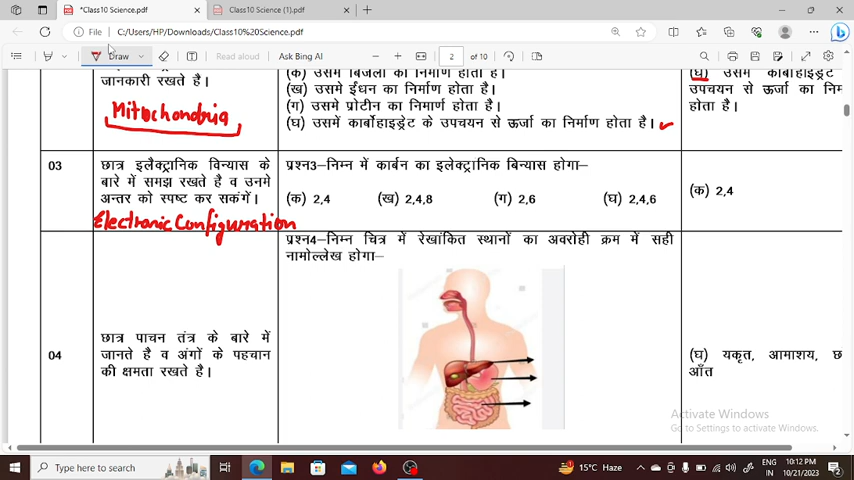 *Class10 Science.pdf
Class10 Science (1).pdf
File
C:/Users/HP/Downloads/Class10%20Science.pdf
Draw
Read aloud
Ask Bing AI
2
of 10
जानकारी रखते है।
Mitochondria
(क) उसमे बिजली का निर्माण होता है।
(ख) उसमे ईंधन का निर्माण होता है।
(ग) उसमे प्रोटीन का निर्माण होता है।
(घ) उसमें कार्बोहाइड्रेट के उपचयन से ऊर्जा का निर्माण होता है।
(घ) उसमें कार्बोहाइड्रेट
उपचयन से ऊर्जा का निर्माण
होता है।
03
छात्र इलैक्ट्रानिक विन्यास के
बारे में समझ रखते है व उनमे
अन्तर को स्पष्ट कर सकंगें।
Electronic Configuration
प्रश्न3–निम्न में कार्बन का इलेक्ट्रानिक बिन्यास होगा–
(क) 2,4
(ख) 2,4,8
(ग) 2,6
(घ) 2,4,6
(क) 2,4
04
छात्र पाचन तंत्र के बारे में
जानते है व अंगों के पहचान
की क्षमता रखते है।
प्रश्न4–निम्न चित्र में रेखांकित स्थानों का अवरोही क्रम में सही
नामोल्लेख होगा–
(घ) यकृत, आमाशय, छ
आँत
Activate Windows
Go to Settings to activate Windows.
Type here to search
15°C Haze
ENG
IN
10:12 PM
10/21/2023
2